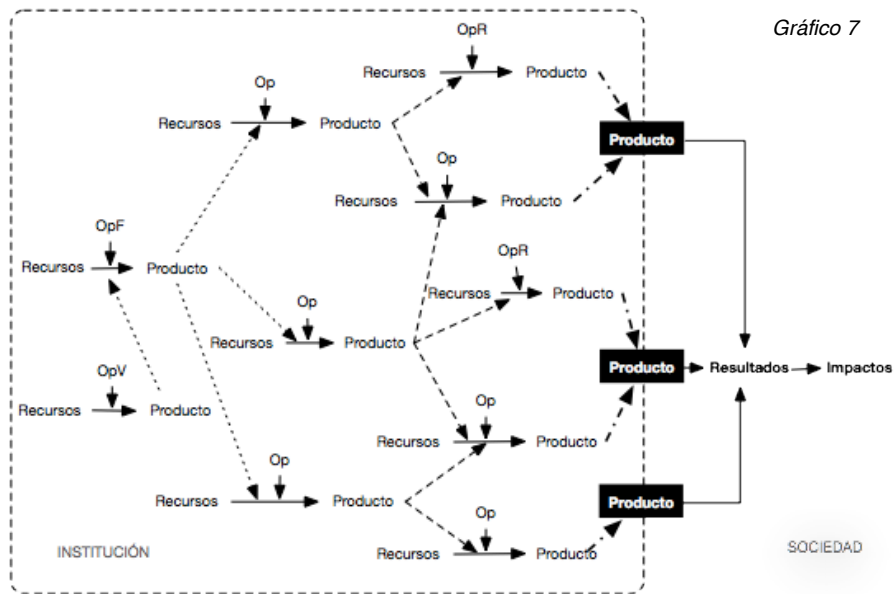 Gráfico 7
OpR
Recursos Producto
Op
Recursos Producto
Producto
Op
Recursos Producto
OpF
Recursos Producto
OpR
Recursos Producto
Op
Recursos Producto
Producto Resultados Impactos
OpV
Recursos Producto
Op
Recursos Producto
Op
Recursos Producto
Producto
Op
Recursos Producto
INSTITUCIÓN
SOCIEDAD